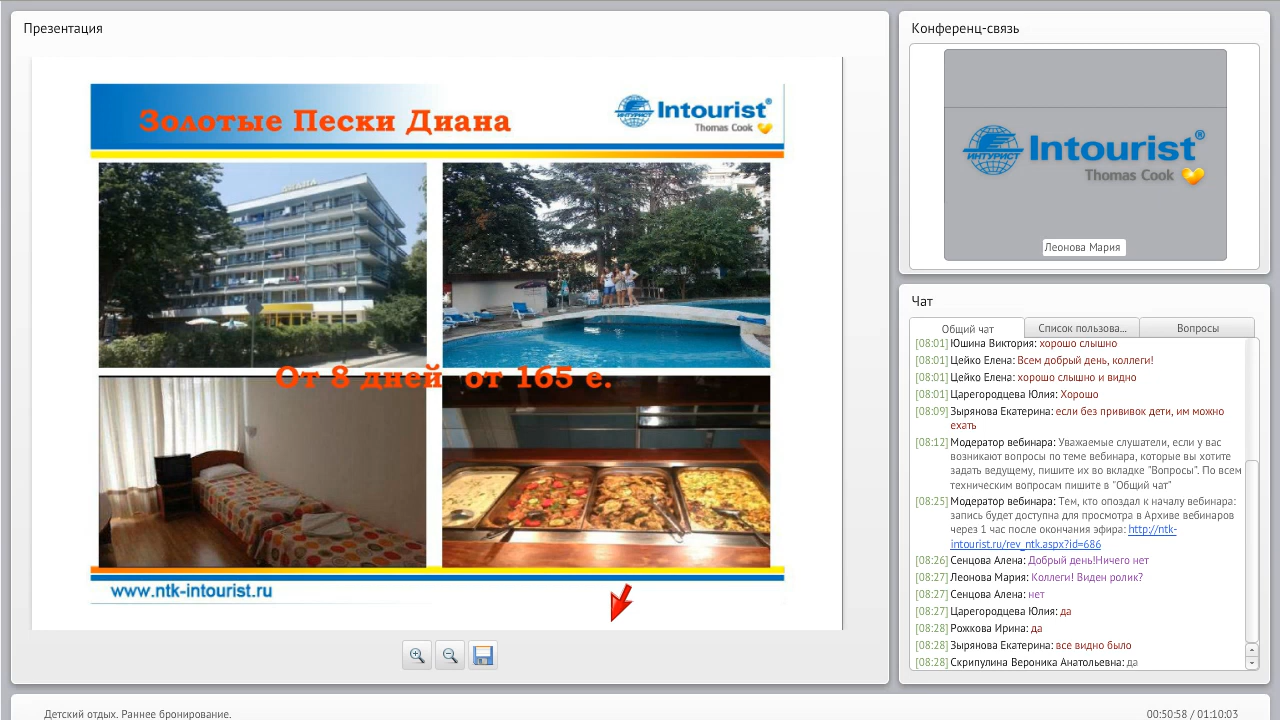 Презентация
Золотые Пески Диана
ИНТУРИСТ
Intourist®
Thomas Cook
ДИАНА
От 8 дней от 165 е.
www.ntk-intourist.ru
Конференц-связь
ИНТУРИСТ
Intourist®
Thomas Cook
Леонова Мария
Чат
Общий чат
Список пользова...
Вопросы
[08:01] Юшина Виктория: хорошо слышно
[08:01] Цейко Елена: Всем добрый день, коллеги!
[08:01] Цейко Елена: хорошо слышно и видно
[08:01] Царегородцева Юлия: Хорошо
[08:09] Зырянова Екатерина: если без прививок дети, им можно
ехать
[08:12] Модератор вебинара: Уважаемые слушатели, если у вас
возникают вопросы по теме вебинара, которые вы хотите
задать ведущему, пишите их во вкладке "Вопросы". По всем
техническим вопросам пишите в "Общий чат"
[08:25] Модератор вебинара: Тем, кто опоздал к началу вебинара:
запись будет доступна для просмотра в Архиве вебинаров
через 1 час после окончания эфира: http://ntk-
intourist.ru/rev_ntk.aspx?id=686
[08:26] Сенцова Алена: Добрый день!Ничего нет
[08:27] Леонова Мария: Коллеги! Виден ролик?
[08:27] Сенцова Алена: нет
[08:27] Царегородцева Юлия: да
[08:28] Рожкова Ирина: да
[08:28] Зырянова Екатерина: все видно было
[08:28] Скрипулина Вероника Анатольевна: да
Детский отдых. Раннее бронирование.
00:50:58 / 01:10:03